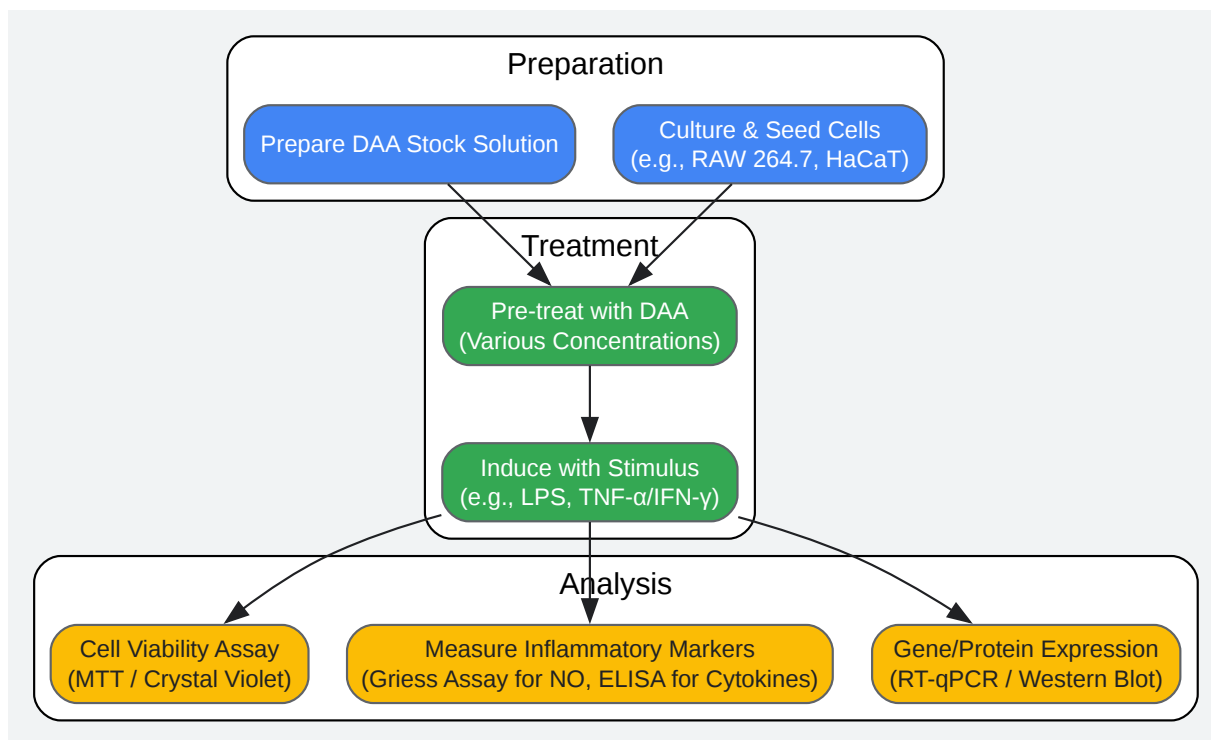 Preparation
Prepare DAA Stock Solution
Culture & Seed Cells
(e.g., RAW 264.7, HaCaT)
Treatment
Pre-treat with DAA
(Various Concentrations)
Induce with Stimulus
(e.g., LPS, TNF-α/IFN-γ)
Analysis
Cell Viability Assay
(MTT / Crystal Violet)
Measure Inflammatory Markers
(Griess Assay for NO, ELISA for Cytokines)
Gene/Protein Expression
(RT-qPCR / Western Blot)